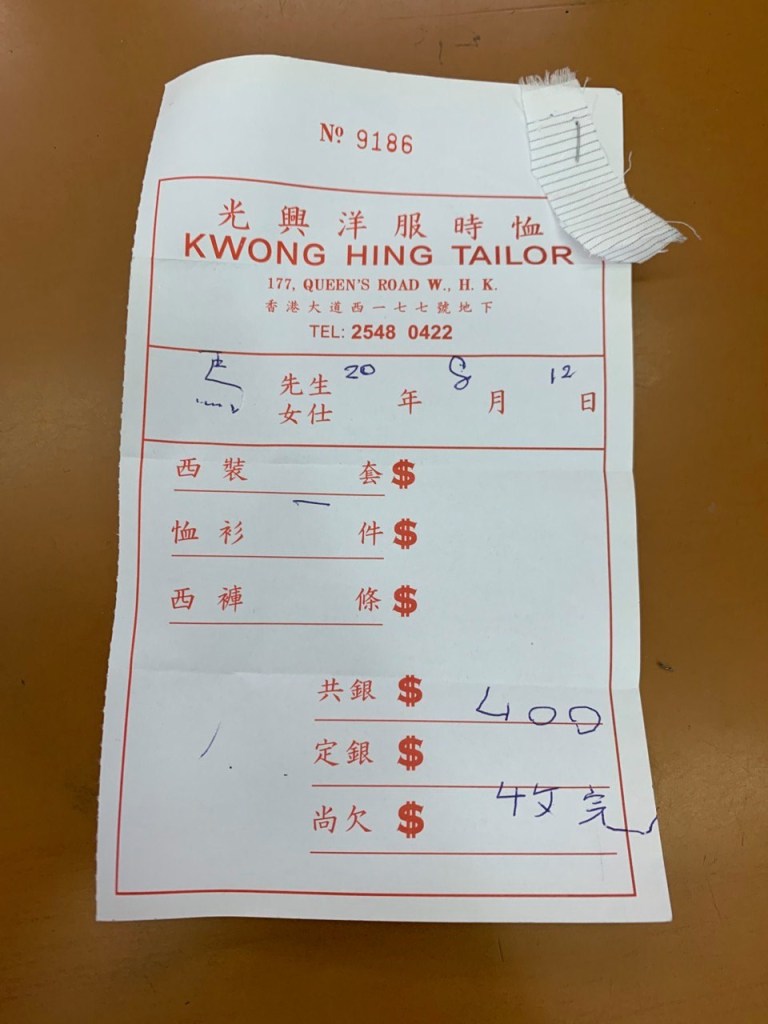 Nº 9186
光興洋服時恤
KWONG HING TAILOR
177, QUEEN'S ROAD W., H. K.
香港大道西一七七號地下
TEL: 2548 0422
先生
女仕
20 年 8 月 12 日
西裝 套 $
恤衫 一 件 $
西褲 條 $
共銀 $ 400
定銀 $
尚欠 $ 收完